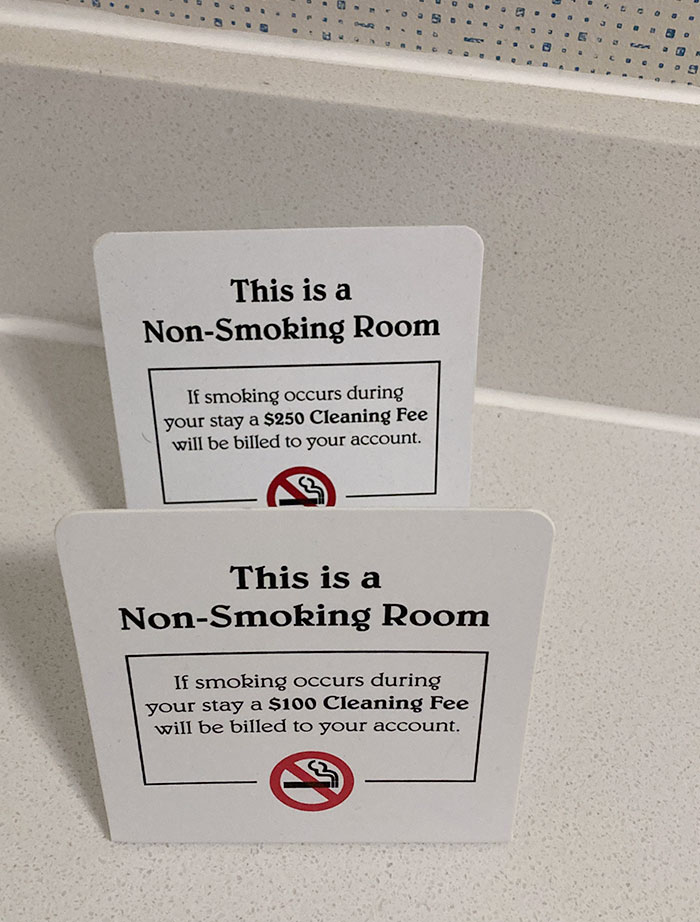 This is a
Non-Smoking Room
If smoking occurs during
your stay a $250 Cleaning Fee
will be billed to your account.
This is a
Non-Smoking Room
If smoking occurs during
your stay a $100 Cleaning Fee
will be billed to your account.